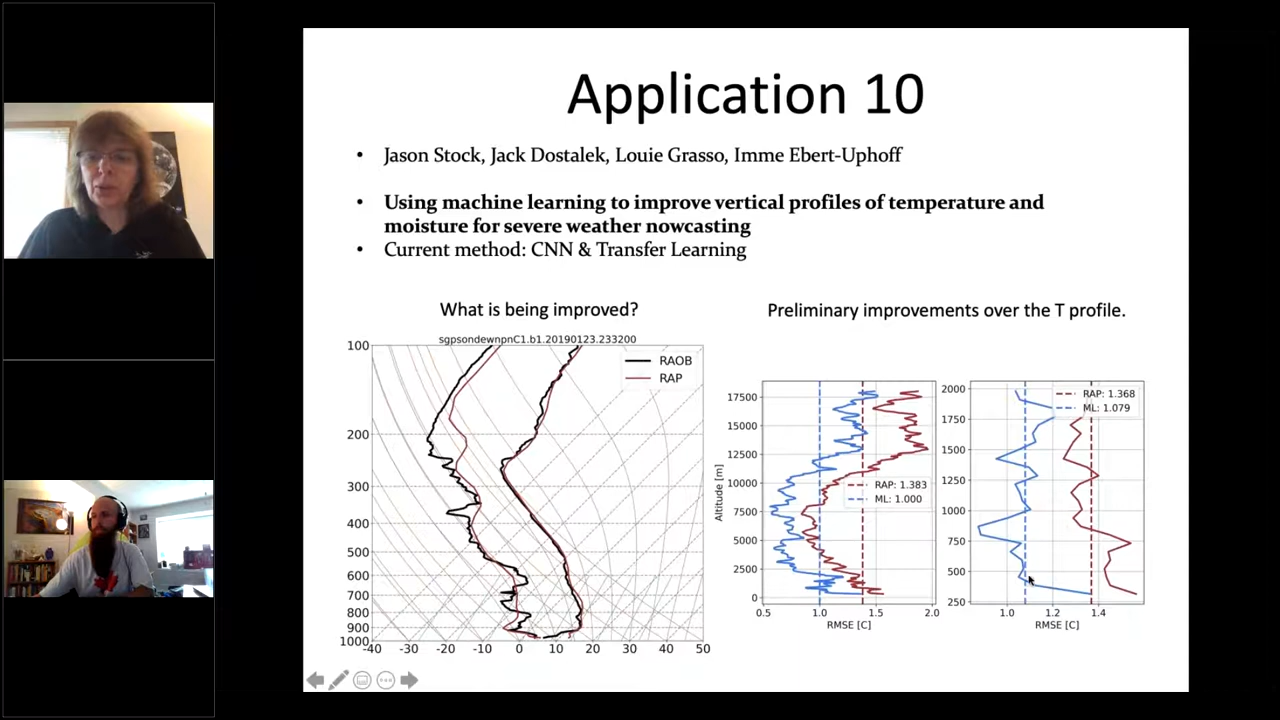 Application 10
• Jason Stock, Jack Dostalek, Louie Grasso, Imme Ebert-Uphoff
• Using machine learning to improve vertical profiles of temperature and
moisture for severe weather nowcasting
• Current method: CNN & Transfer Learning
What is being improved?
sgpsondewnpnC1.b1.20190123.233200
100
200
300
400
500
600
700
800
900
1000
-40 -30 -20 -10 0 10 20 30 40 50
RAOB
RAP
Preliminary improvements over the T profile.
Altitude [m]
17500
15000
12500
10000
7500
5000
2500
0
0.5 1.0 1.5 2.0
RMSE [C]
RAP: 1.383
ML: 1.000
2000
1750
1500
1250
1000
750
500
250
1.0 1.2 1.4
RMSE [C]
RAP: 1.368
ML: 1.079